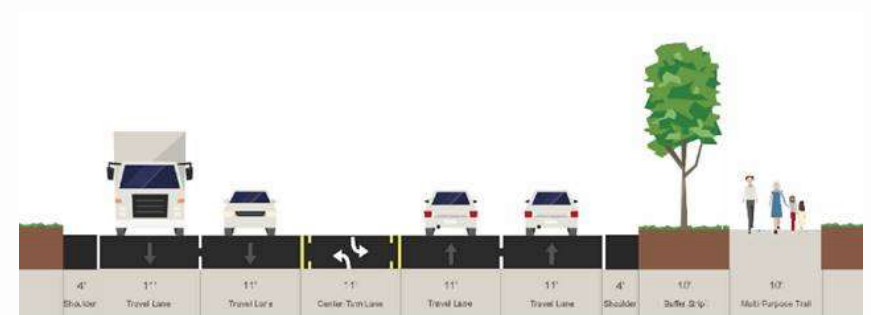 4' 11' 11' 11' 11' 11' 4' 10' 10'
Shoulder Travel Lane Travel Lane Center Turn Lane Travel Lane Travel Lane Shoulder Buffer Strip Multi-Purpose Trail